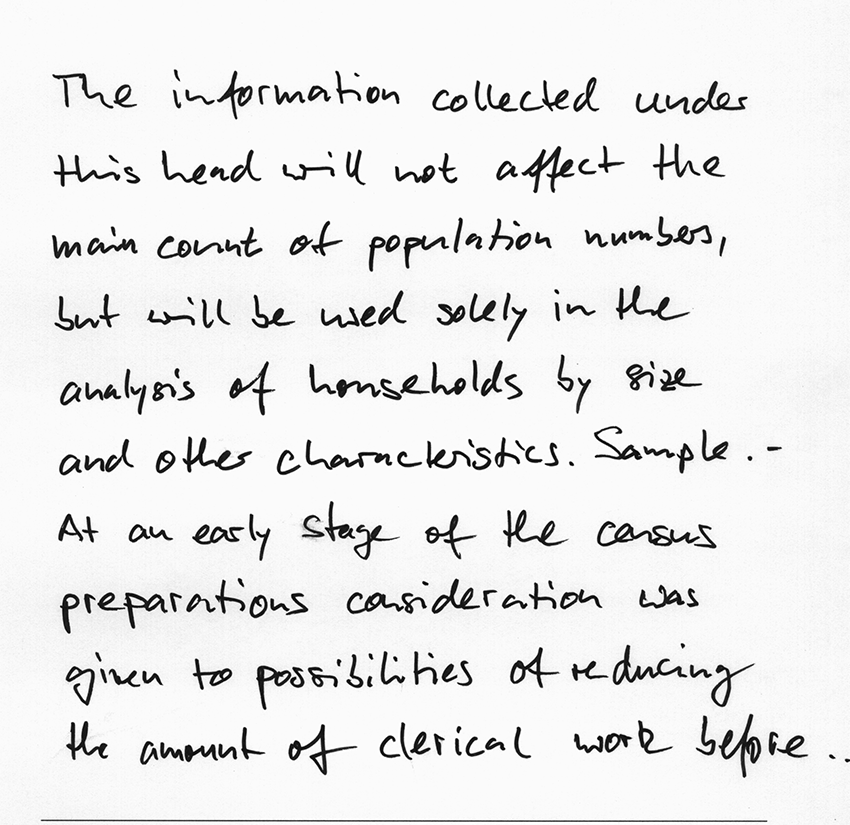 The information collected under
this head will not affect the
main count of population numbers,
but will be used solely in the
analysis of households by size
and other characteristics. Sample. -
At an early stage of the census
preparations consideration was
given to possibilities of reducing
the amount of clerical work before ..